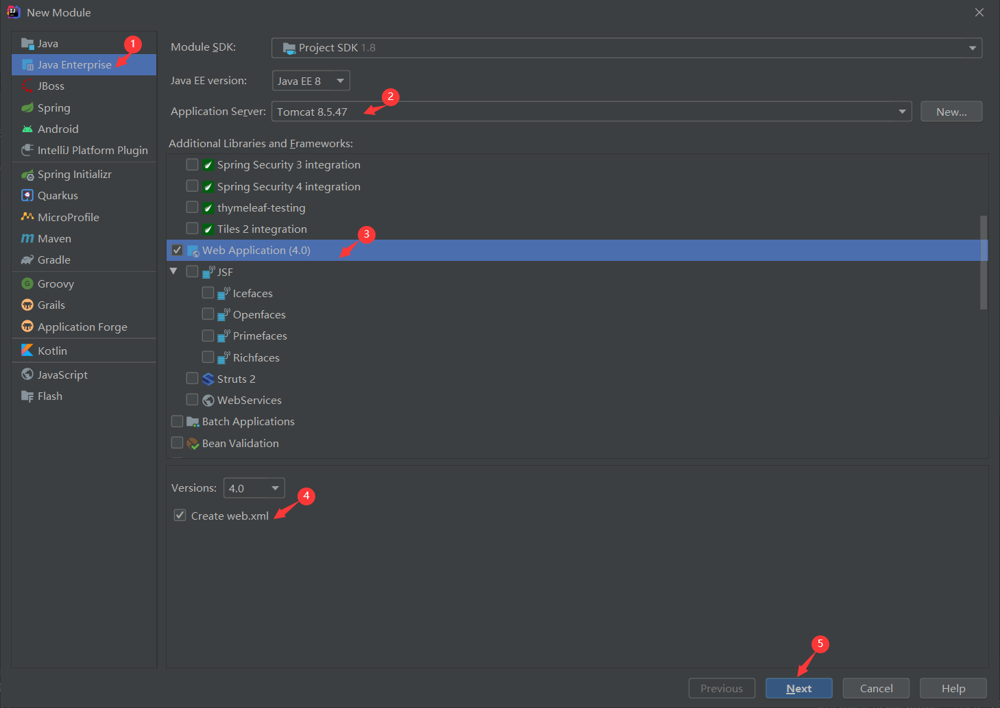 New Module
Java
1
Java Enterprise
JBoss
Spring
Android
IntelliJ Platform Plugin
Spring Initializr
Quarkus
MicroProfile
Maven
Gradle
Groovy
Grails
Application Forge
Kotlin
JavaScript
Flash
Module SDK: Project SDK 1.8
Java EE version: Java EE 8
2
Application Server: Tomcat 8.5.47 New...
Additional Libraries and Frameworks:
Spring Security 3 integration
Spring Security 4 integration
thymeleaf-testing
Tiles 2 integration
3
Web Application (4.0)
JSF
Icefaces
Openfaces
Primefaces
Richfaces
Struts 2
WebServices
Batch Applications
Bean Validation
Versions: 4.0
4
Create web.xml
5
Previous Next Cancel Help